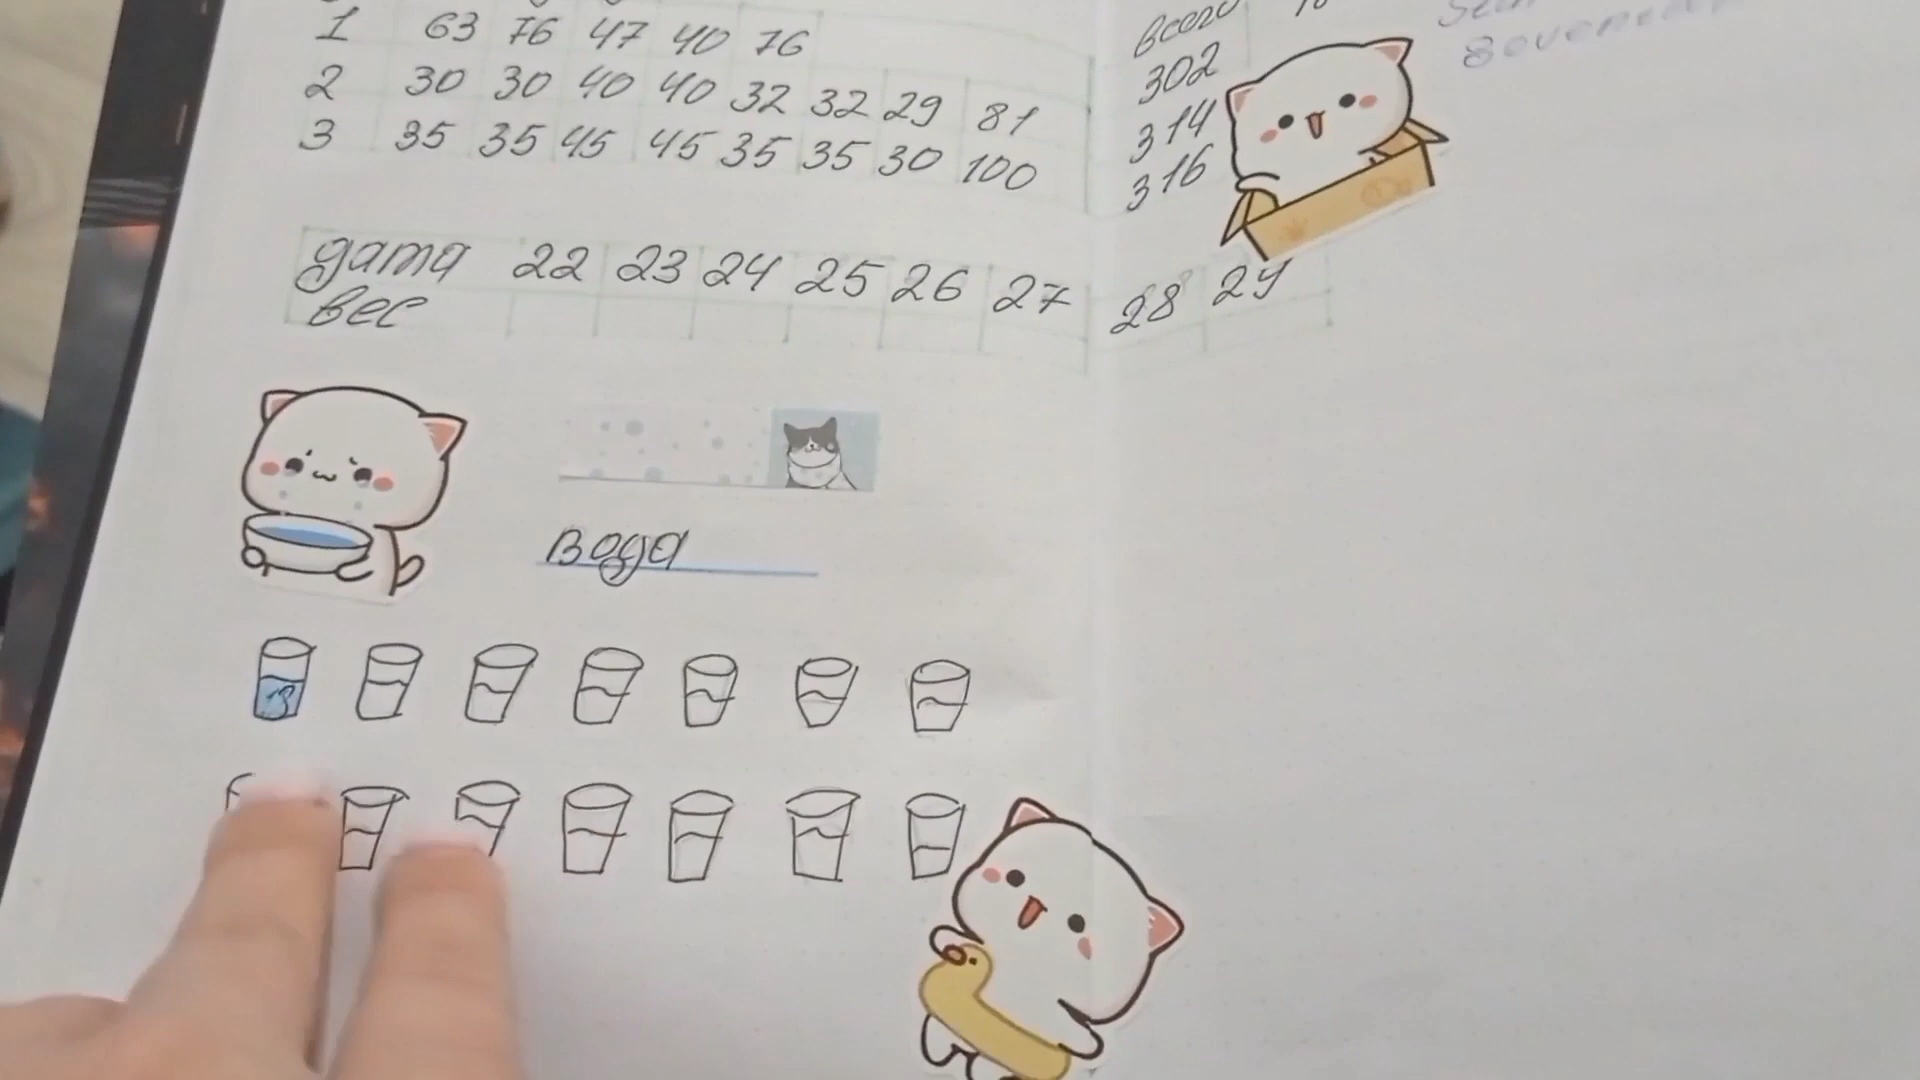 1 63 76 47 40 76
всего
2 30 30 40 40 32 32 29 81 302
3 35 35 45 45 35 35 30 100 314
316
дата 22 23 24 25 26 27 28 29
вес
Вода
13